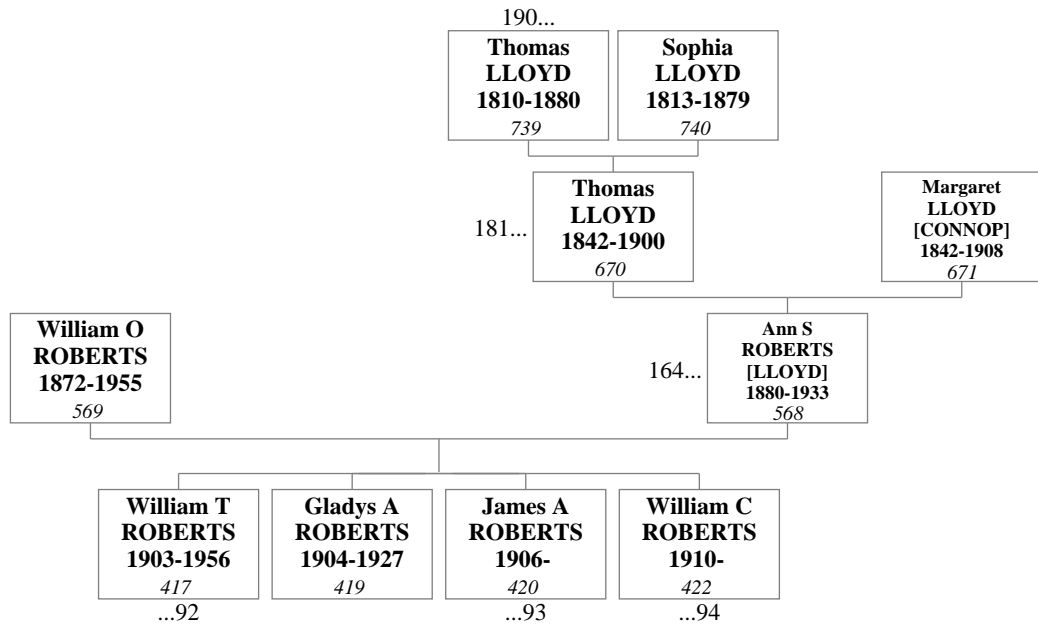 190...
Thomas
LLOYD
1810-1880
739
Sophia
LLOYD
1813-1879
740
181...
Thomas
LLOYD
1842-1900
670
Margaret
LLOYD
[CONNOP]
1842-1908
671
William O
ROBERTS
1872-1955
569
164...
Ann S
ROBERTS
[LLOYD]
1880-1933
568
William T
ROBERTS
1903-1956
417
...92
Gladys A
ROBERTS
1904-1927
419
James A
ROBERTS
1906-
420
...93
William C
ROBERTS
1910-
422
...94